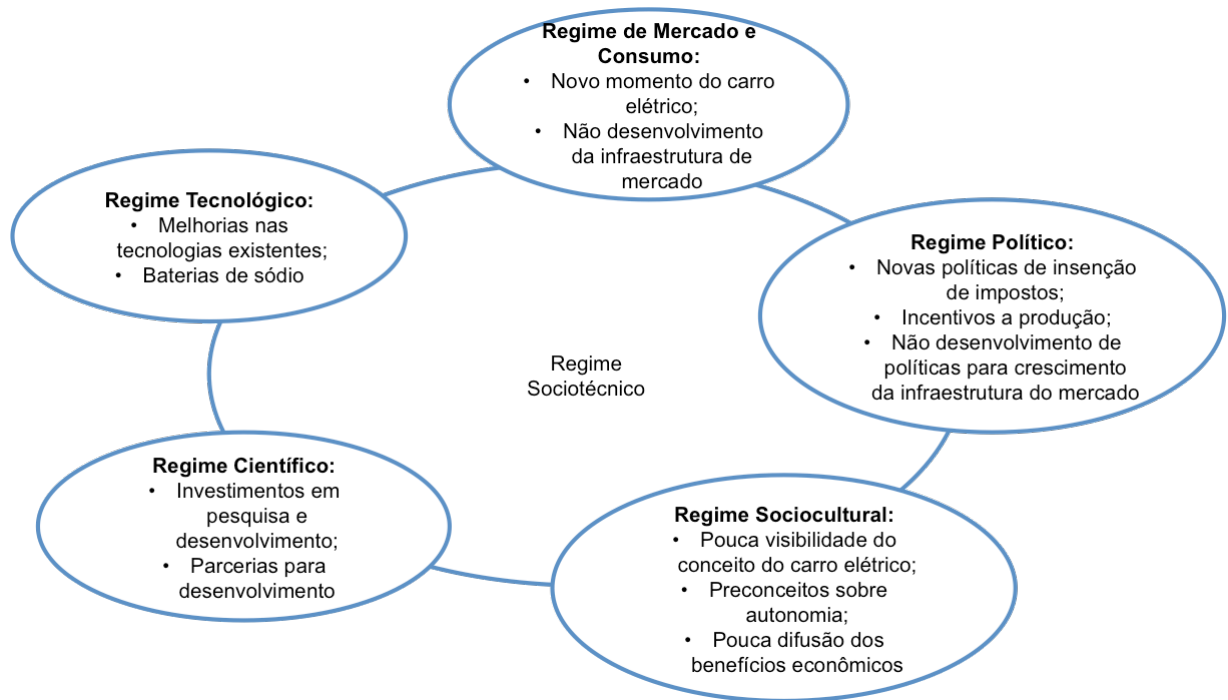 Regime de Mercado e
Consumo:
• Novo momento do carro
elétrico;
• Não desenvolvimento
da infraestrutura de
mercado
Regime Tecnológico:
• Melhorias nas
tecnologias existentes;
• Baterias de sódio
Regime Político:
• Novas políticas de insenção
de impostos;
• Incentivos a produção;
• Não desenvolvimento de
políticas para crescimento
da infraestrutura do mercado
Regime
Sociotécnico
Regime Científico:
• Investimentos em
pesquisa e
desenvolvimento;
• Parcerias para
desenvolvimento
Regime Sociocultural:
• Pouca visibilidade do
conceito do carro elétrico;
• Preconceitos sobre
autonomia;
• Pouca difusão dos
benefícios econômicos